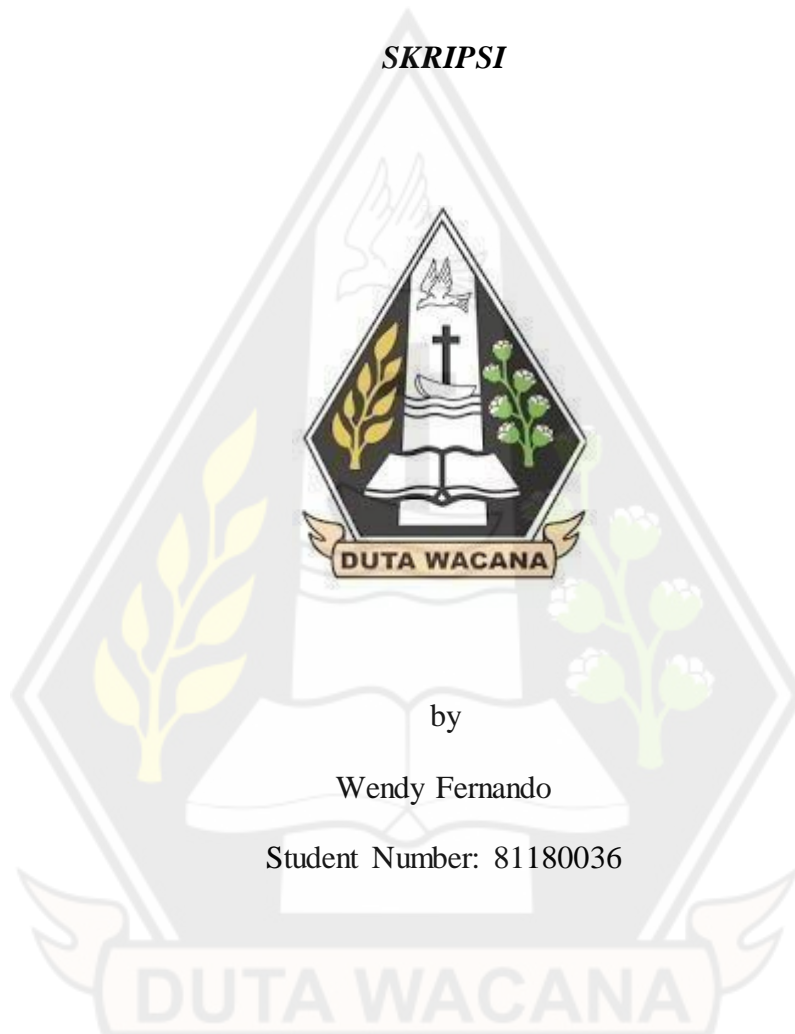 SKRIPSI
DUTA WACANA
by
Wendy Fernando
Student Number: 81180036
DUTA WACANA